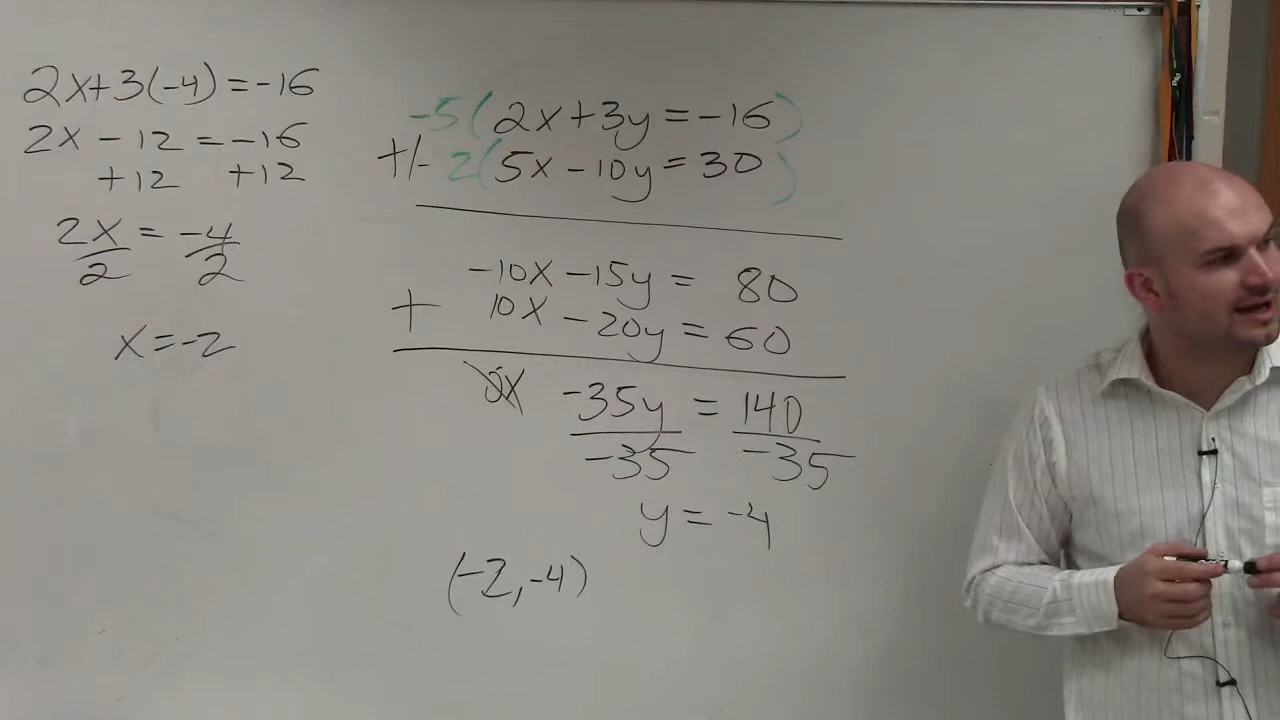 2x+3(-4)=-16
2x - 12 = -16
+12 +12
2x = -4
2 2
x=-2
-5(2x+3y=-16)
+/- 2(5x-10y=30)
-10x-15y= 80
+ 10x-20y=60
0x -35y = 140
-35 -35
y = -4
(-2,-4)